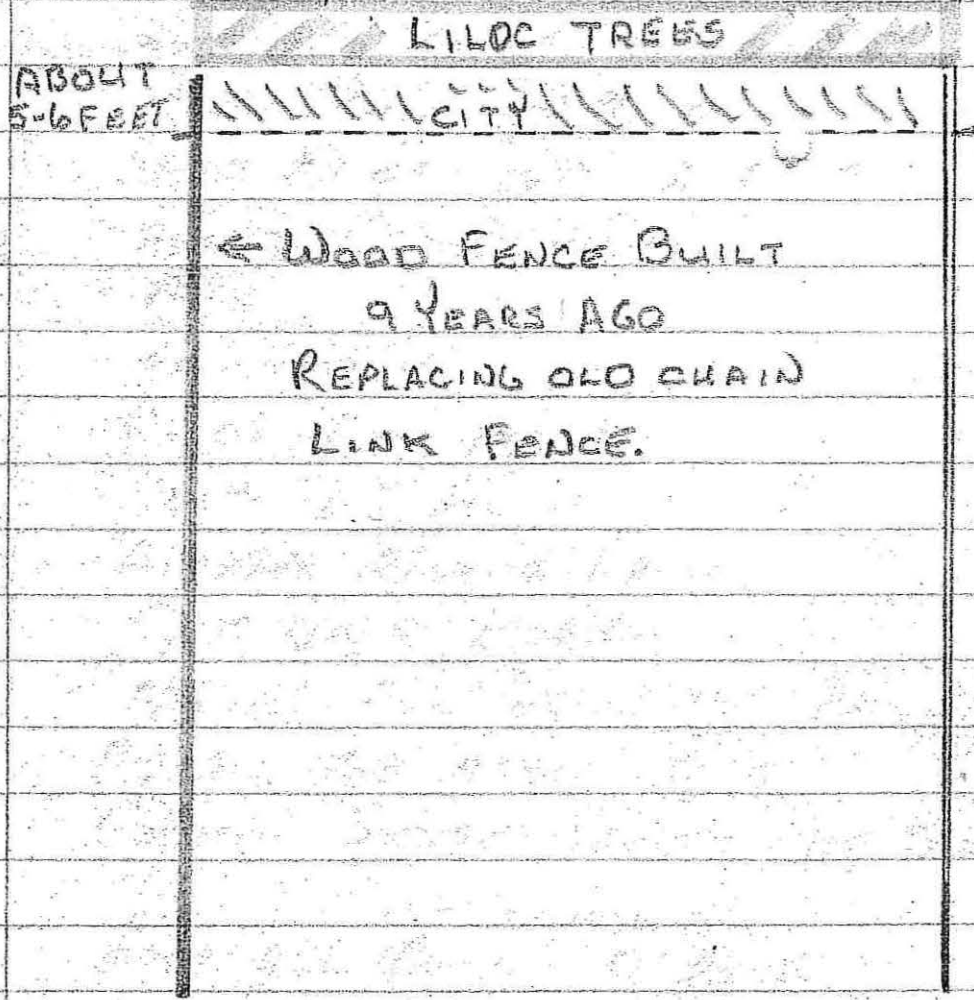 LILOC TREES
ABOUT
5-6 FEET
CITY
← WOOD FENCE BUILT
9 YEARS AGO
REPLACING OLD CHAIN
LINK FENCE.